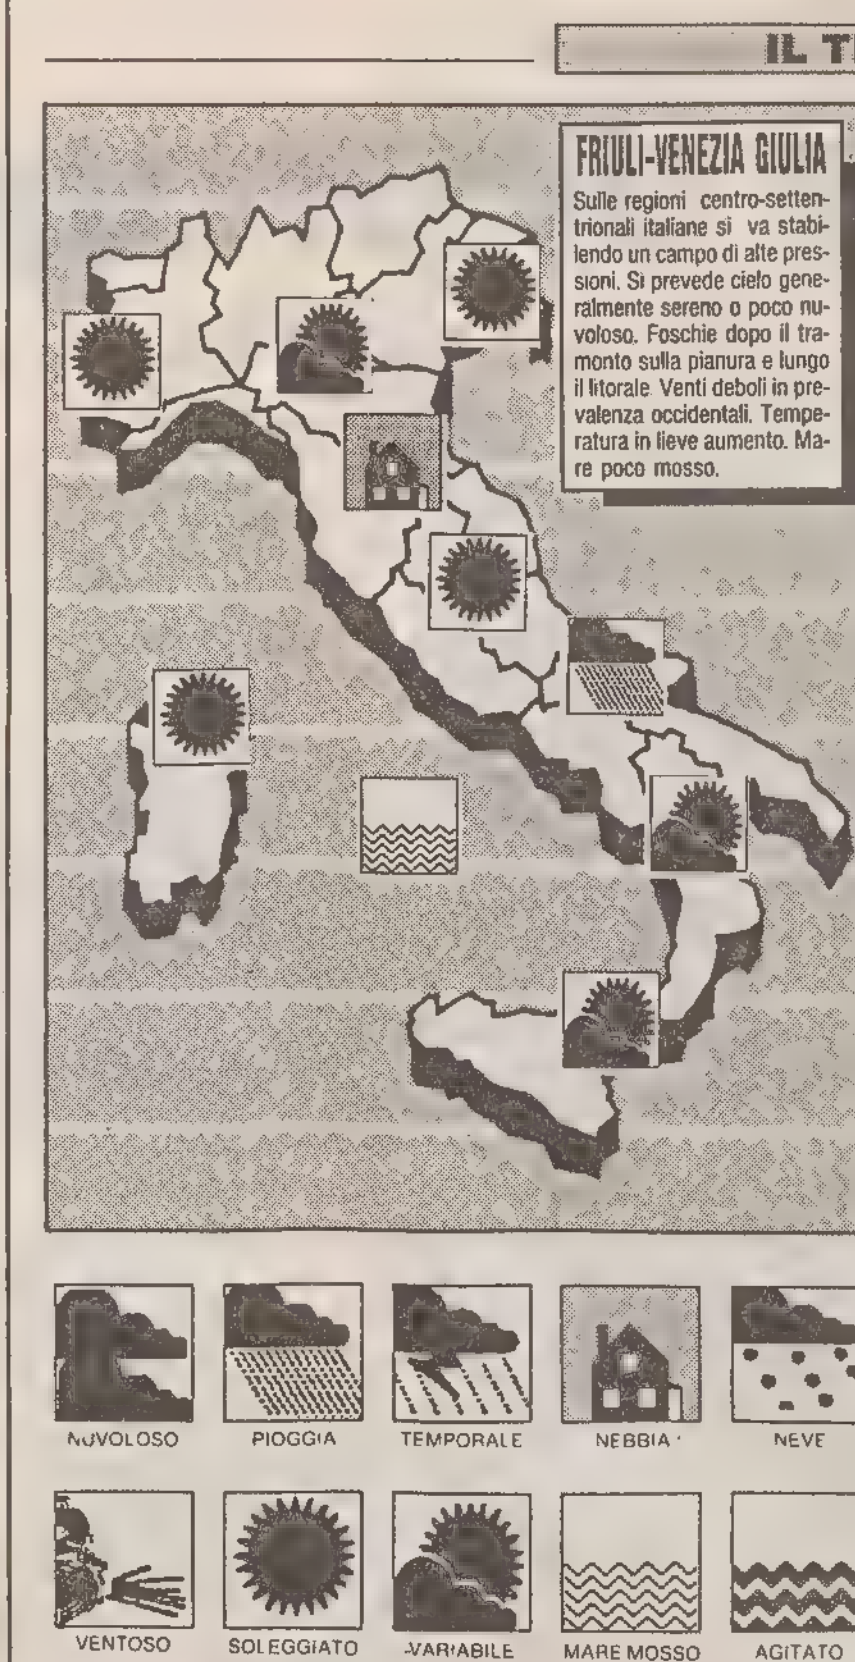 IL T
FRIULI-VENEZIA GIULIA
Sulle regioni centro-setten-
trionali italiane si va stabi-
lendo un campo di alte pres-
sioni. Si prevede cielo gene-
ralmente sereno o poco nu-
voloso. Foschie dopo il tra-
monto sulla pianura e lungo
il litorale. Venti deboli in pre-
valenza occidentali. Tempe-
ratura in lieve aumento. Ma-
re poco mosso.
NUVOLOSO PIOGGIA TEMPORALE NEBBIA NEVE
VENTOSO SOLEGGIATO VARIABILE MARE MOSSO AGITATO